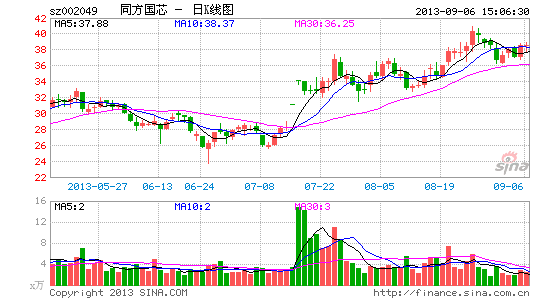 sz002049 同方国芯 - 日K线图 2013-09-06 15:06:30
MA5:37.88 MA10:38.37 MA30:36.25
42
40
38
36
34
32
30
28
26
24
22
sina
2013-05-27 06-13 06-24 07-08 07-22 08-05 08-19 09-06
MA5:2 MA10:2 MA30:3
16
12
8
4
x万
Copyright 2013 SINA.COM http://finance.sina.com.cn